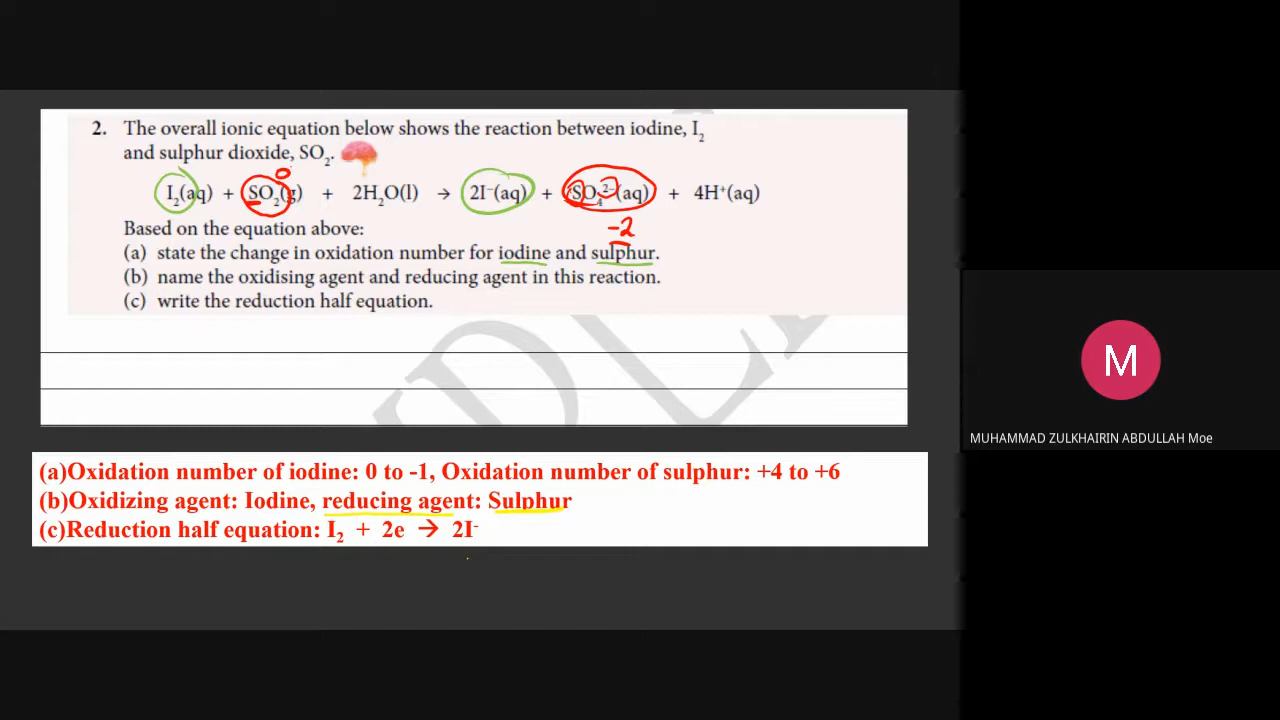 2. The overall ionic equation below shows the reaction between iodine, I₂
and sulphur dioxide, SO₂.
0
I₂(aq) + SO₂(g) + 2H₂O(l) → 2I⁻(aq) + SO₄²⁻(aq) + 4H⁺(aq)
Based on the equation above:
-2
(a) state the change in oxidation number for iodine and sulphur.
(b) name the oxidising agent and reducing agent in this reaction.
(c) write the reduction half equation.
(a)Oxidation number of iodine: 0 to -1, Oxidation number of sulphur: +4 to +6
(b)Oxidizing agent: Iodine, reducing agent: Sulphur
(c)Reduction half equation: I₂ + 2e → 2I⁻
M
MUHAMMAD ZULKHAIRIN ABDULLAH Moe